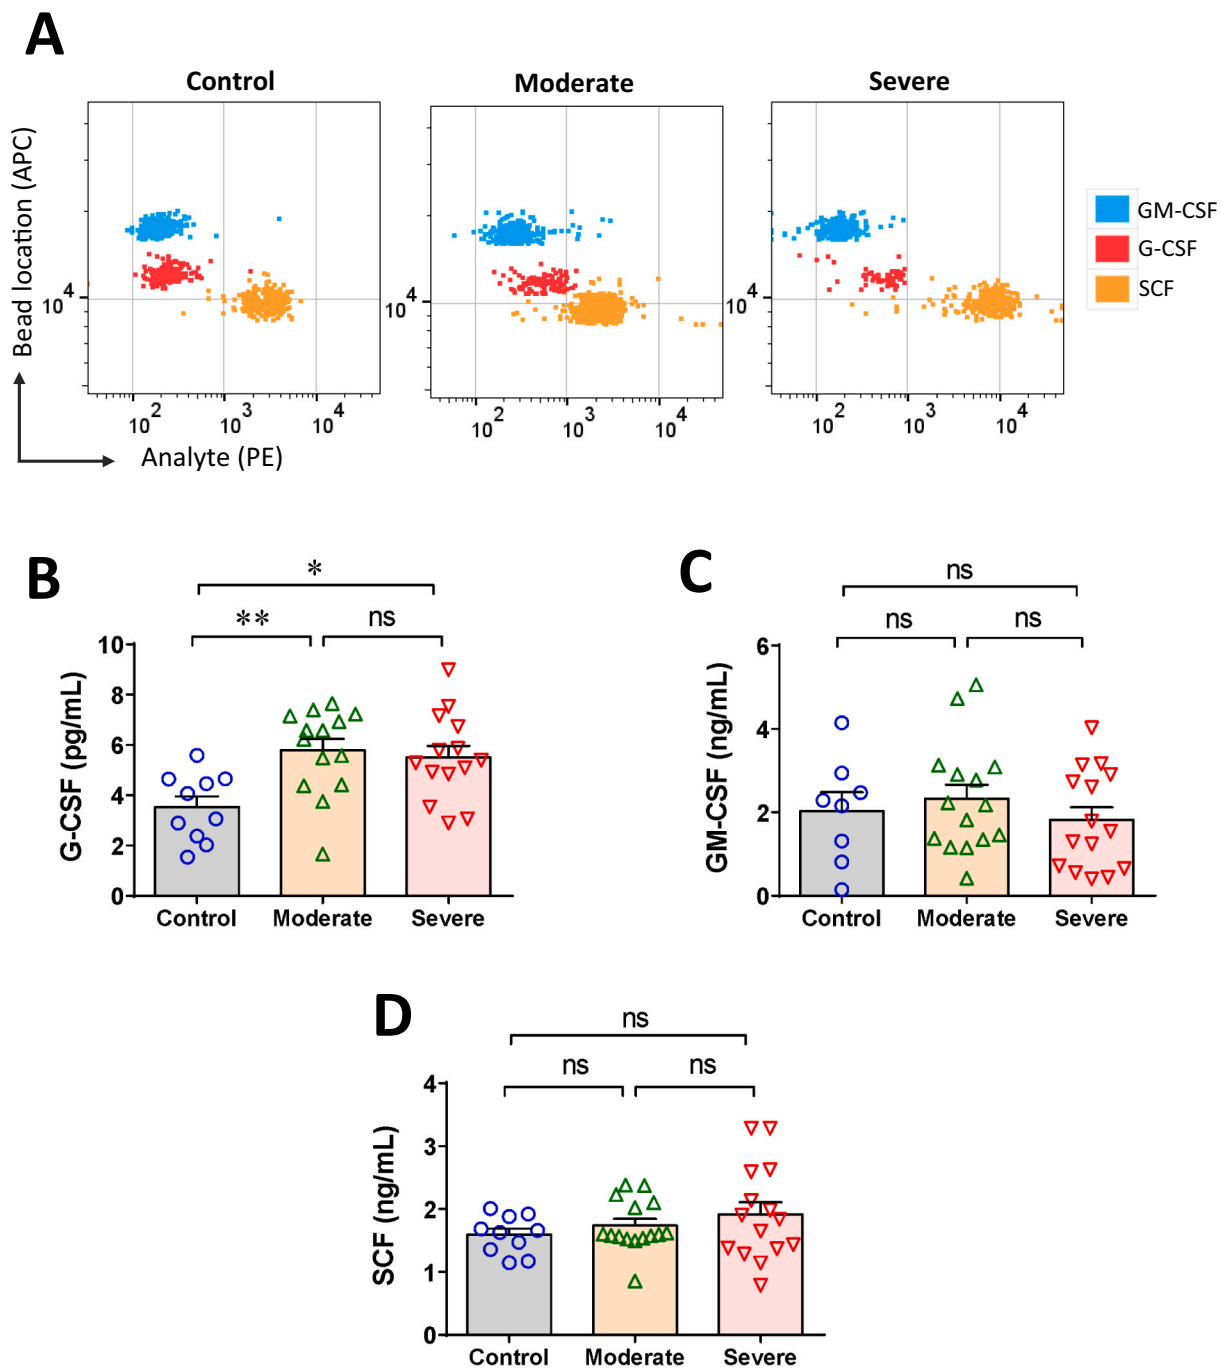 A
Control
Moderate
Severe
Bead location (APC)
10^4
10^4
10^4
10^2 10^3 10^4
10^2 10^3 10^4
10^2 10^3 10^4
Analyte (PE)
GM-CSF
G-CSF
SCF
B
*
**
ns
G-CSF (pg/mL)
10
8
6
4
2
0
Control
Moderate
Severe
C
ns
ns
ns
GM-CSF (ng/mL)
6
4
2
0
Control
Moderate
Severe
D
ns
ns
ns
SCF (ng/mL)
4
3
2
1
0
Control
Moderate
Severe